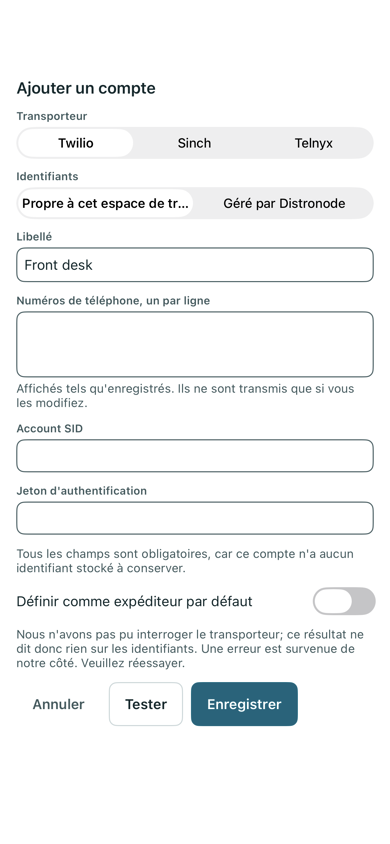 Ajouter un compte
Transporteur
Twilio
Sinch
Telnyx
Identifiants
Propre à cet espace de tr...
Géré par Distronode
Libellé
Front desk
Numéros de téléphone, un par ligne
Affichés tels qu'enregistrés. Ils ne sont transmis que si vous
les modifiez.
Account SID
Jeton d'authentification
Tous les champs sont obligatoires, car ce compte n'a aucun
identifiant stocké à conserver.
Définir comme expéditeur par défaut
Nous n'avons pas pu interroger le transporteur; ce résultat ne
dit donc rien sur les identifiants. Une erreur est survenue de
notre côté. Veuillez réessayer.
Annuler
Tester
Enregistrer